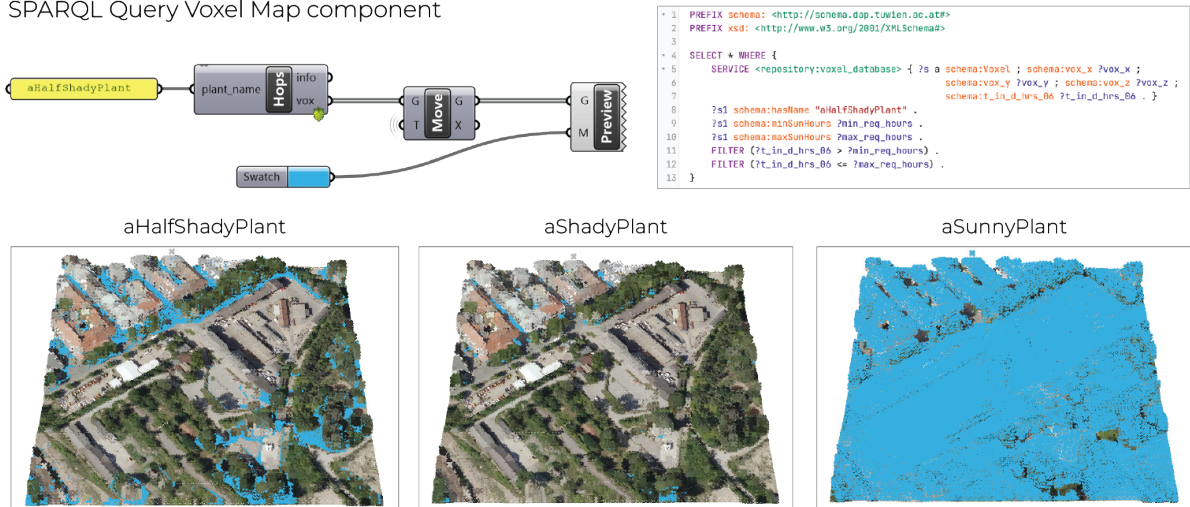 SPARQL Query Voxel Map component
aHalfShadyPlant
plant_name
Hops
info
vox
G
T
Move
G
X
G
M
Preview
Swatch
1 PREFIX schema: <http://schema.dap.tuwien.ac.at#>
2 PREFIX xsd: <http://www.w3.org/2001/XMLSchema#>
3
4 SELECT * WHERE {
5 SERVICE <repository:voxel_database> { ?s a schema:Voxel ; schema:vox_x ?vox_x ;
6 schema:vox_y ?vox_y ; schema:vox_z ?vox_z ;
7 schema:t_in_d_hrs_06 ?t_in_d_hrs_06 . }
8 ?s1 schema:hasName "aHalfShadyPlant" .
9 ?s1 schema:minSunHours ?min_req_hours .
10 ?s1 schema:maxSunHours ?max_req_hours .
11 FILTER (?t_in_d_hrs_06 > ?min_req_hours) .
12 FILTER (?t_in_d_hrs_06 <= ?max_req_hours) .
13 }
aHalfShadyPlant
aShadyPlant
aSunnyPlant